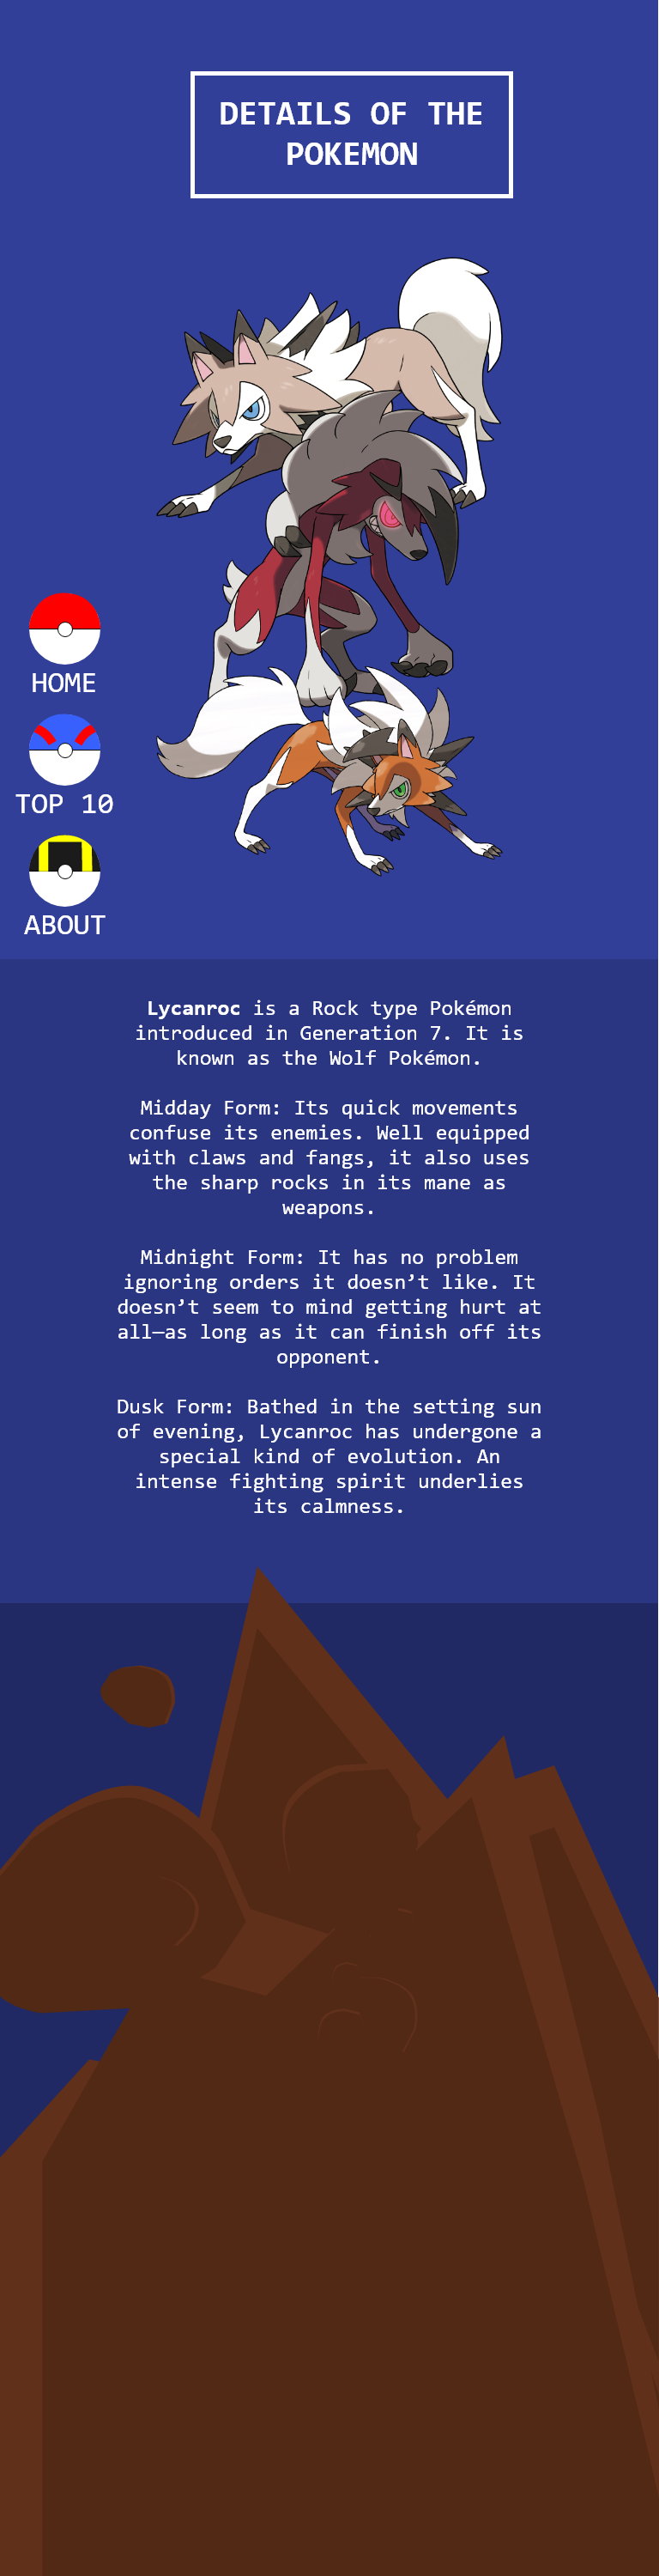 DETAILS OF THE
POKEMON
HOME
TOP 10
ABOUT
Lycanroc is a Rock type Pokémon
introduced in Generation 7. It is
known as the Wolf Pokémon.
Midday Form: Its quick movements
confuse its enemies. Well equipped
with claws and fangs, it also uses
the sharp rocks in its mane as
weapons.
Midnight Form: It has no problem
ignoring orders it doesn’t like. It
doesn’t seem to mind getting hurt at
all—as long as it can finish off its
opponent.
Dusk Form: Bathed in the setting sun
of evening, Lycanroc has undergone a
special kind of evolution. An
intense fighting spirit underlies
its calmness.